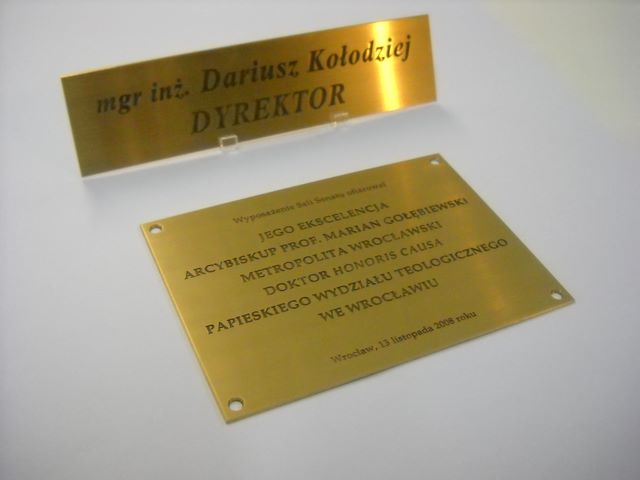 mgr inż. Dariusz Kołodziej
DYREKTOR
Wyposażenie Sali Senatu ofiarował
JEGO EKSCELENCJA
ARCYBISKUP PROF. MARIAN GOŁĘBIEWSKI
METROPOLITA WROCŁAWSKI
DOKTOR HONORIS CAUSA
PAPIESKIEGO WYDZIAŁU TEOLOGICZNEGO
WE WROCŁAWIU
Wrocław, 13 listopada 2008 roku